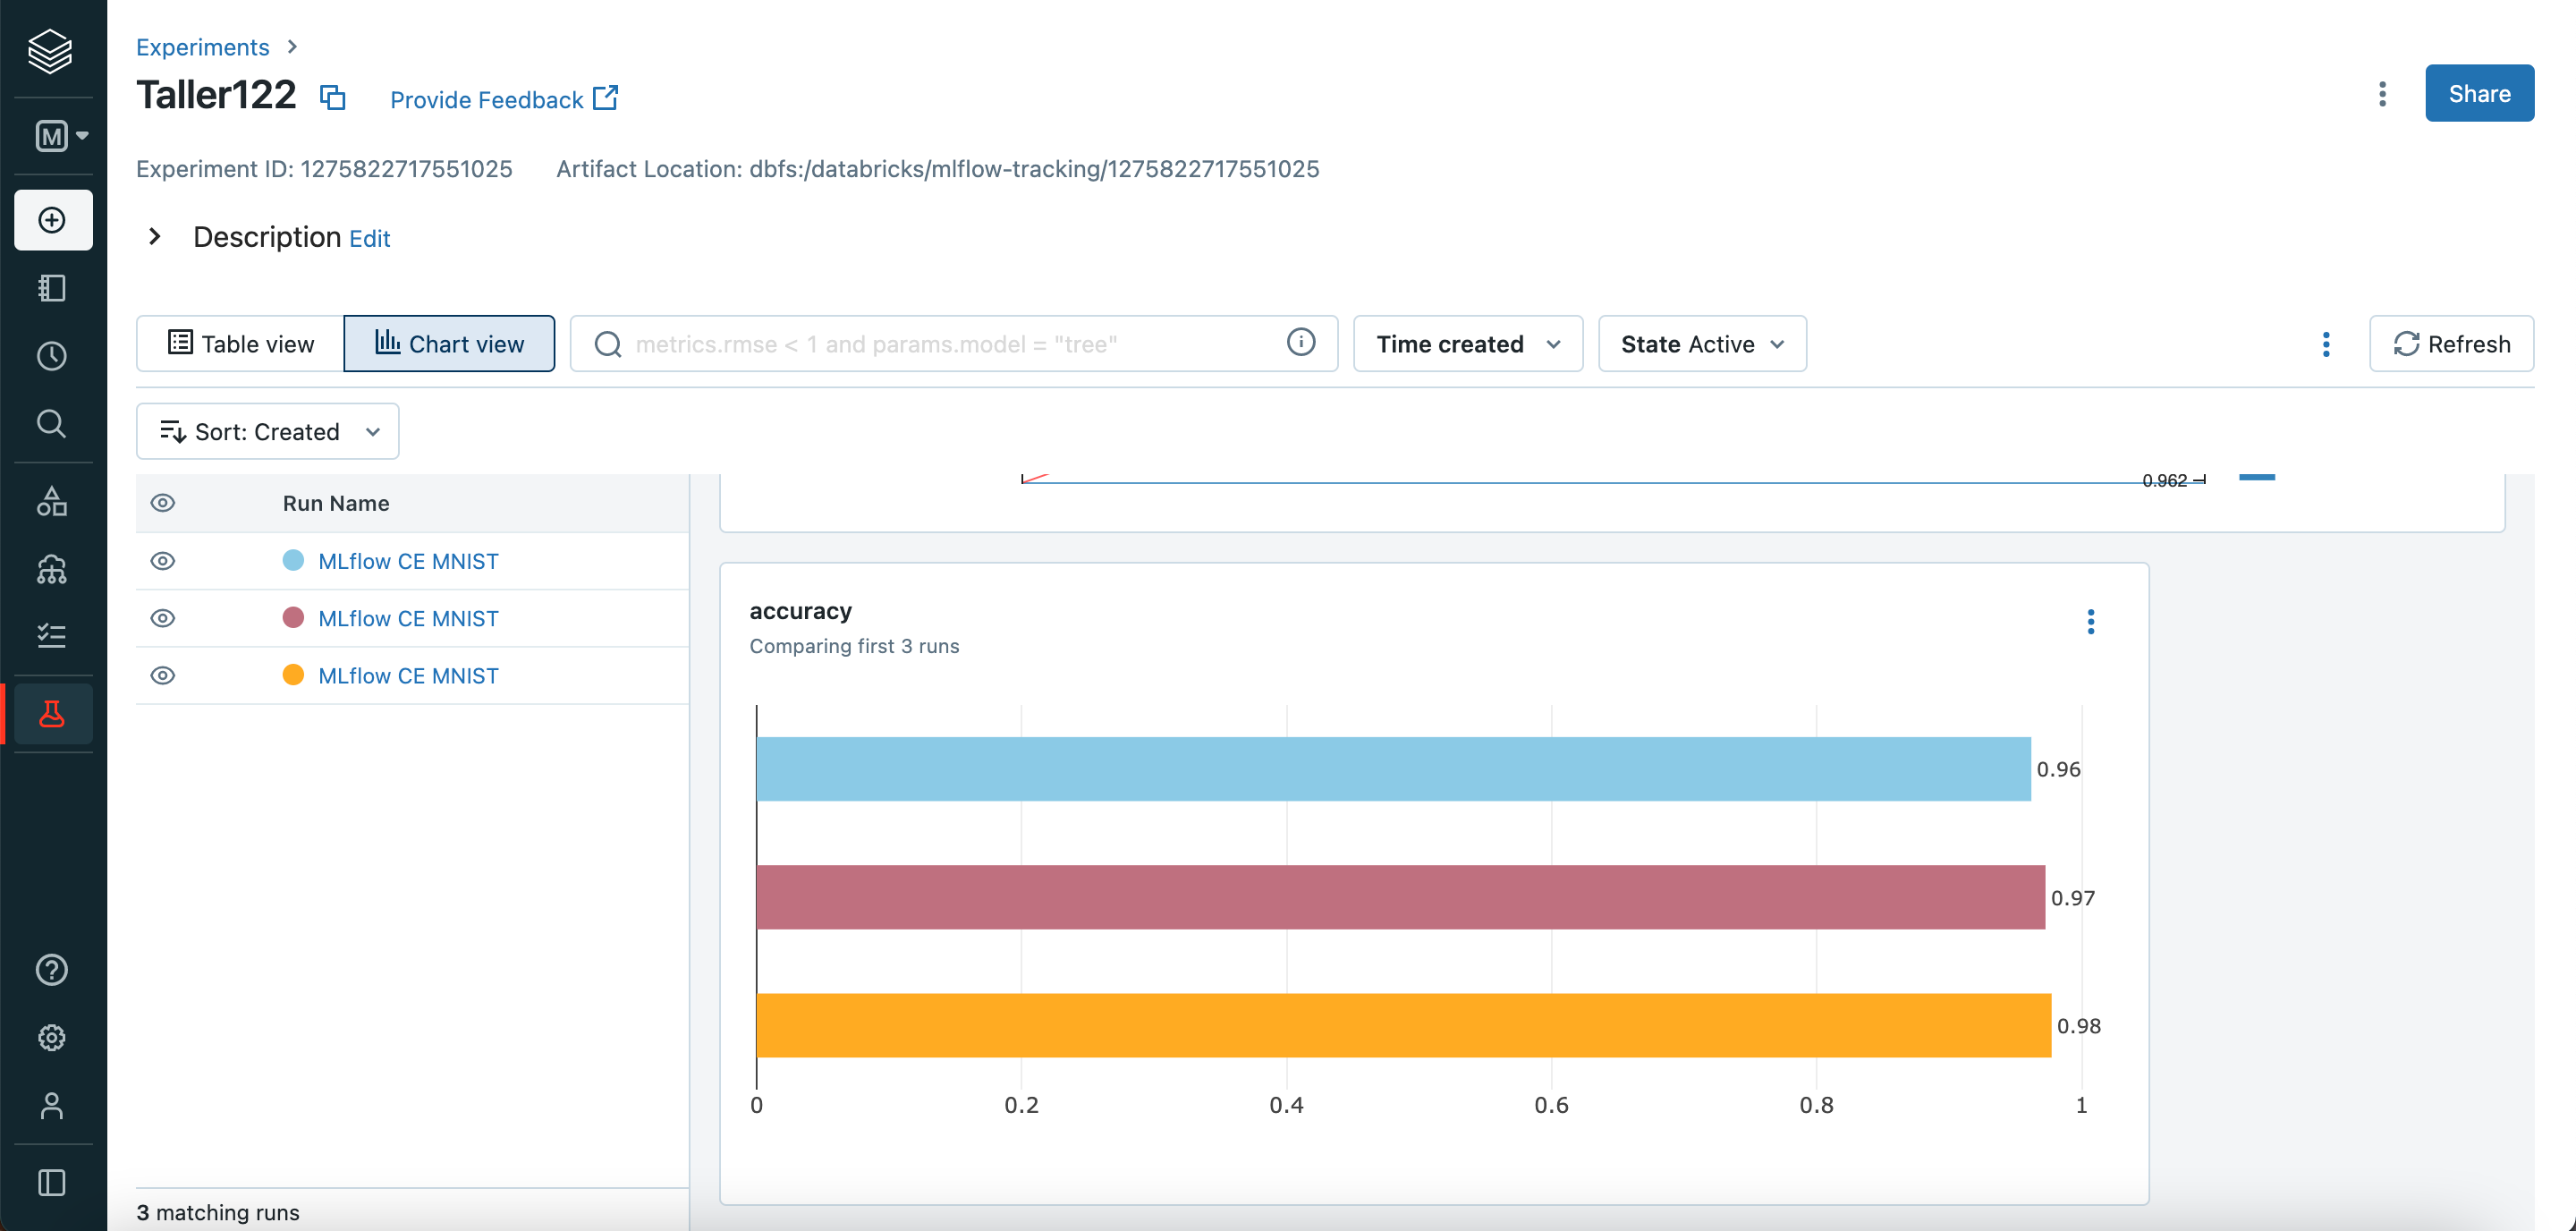 Experiments
Taller122 Provide Feedback
Share
Experiment ID: 1275822717551025 Artifact Location: dbfs:/databricks/mlflow-tracking/1275822717551025
Description Edit
Table view Chart view metrics.rmse < 1 and params.model = "tree" Time created State Active Refresh
Sort: Created
M
0.962
Run Name
MLflow CE MNIST
MLflow CE MNIST
MLflow CE MNIST
accuracy
Comparing first 3 runs
0.96
0.97
0.98
0 0.2 0.4 0.6 0.8 1
3 matching runs